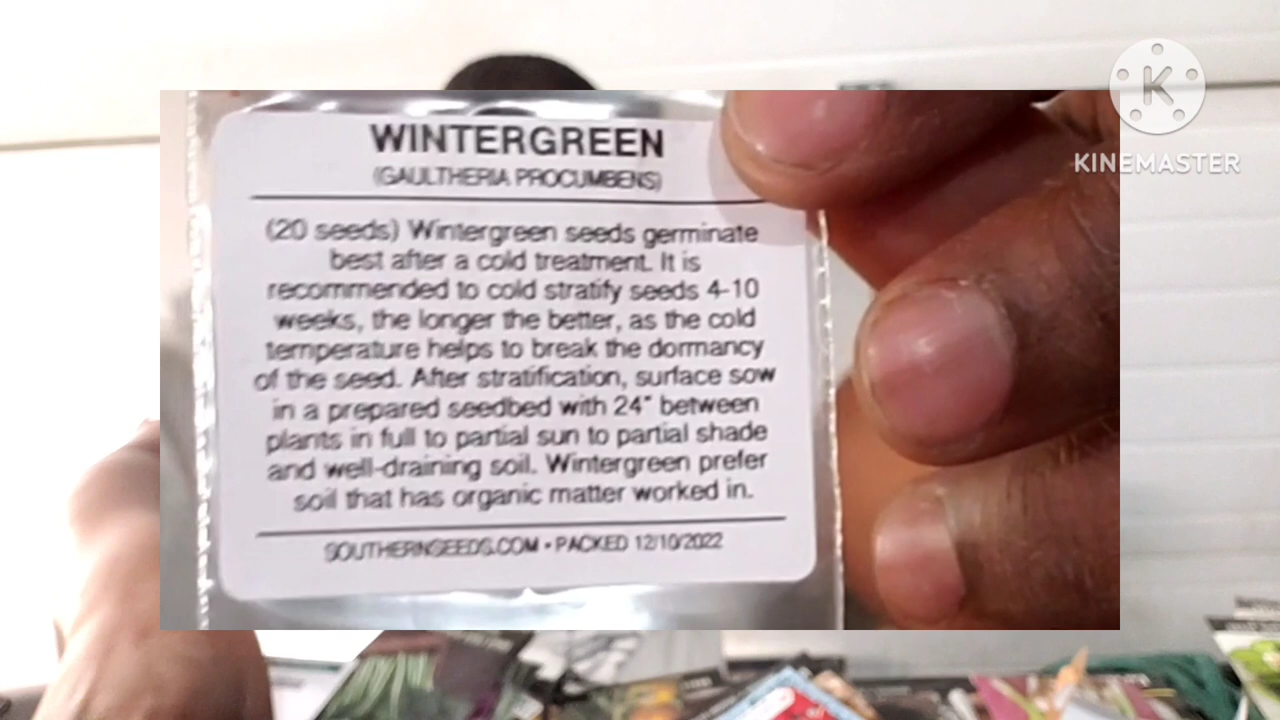 WINTERGREEN
(GAULTHERIA PROCUMBENS)
(20 seeds) Wintergreen seeds germinate
best after a cold treatment. It is
recommended to cold stratify seeds 4-10
weeks, the longer the better, as the cold
temperature helps to break the dormancy
of the seed. After stratification, surface sow
in a prepared seedbed with 24" between
plants in full to partial sun to partial shade
and well-draining soil. Wintergreen prefer
soil that has organic matter worked in.
SOUTHERNSEEDS.COM • PACKED 12/10/2022
K
KINEMASTER